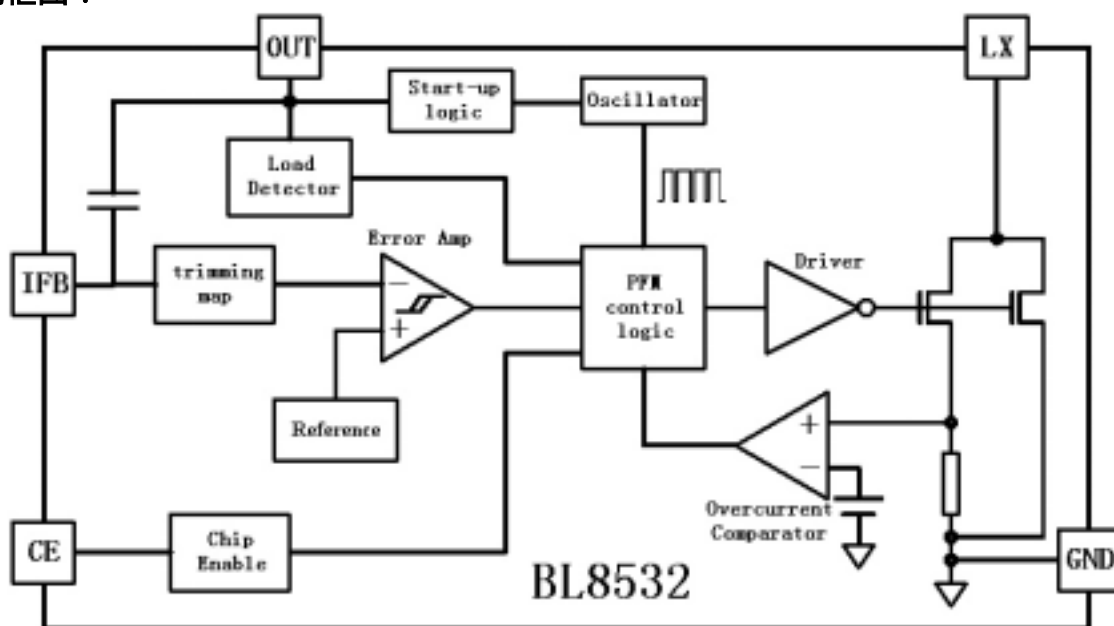 OUT
LX
Start-up
logic
Oscillator
Load
Detector
Error Amp
IFB
trimming
map
−
+
PFM
control
logic
Driver
Reference
+
−
Overcurrent
Comparator
CE
Chip
Enable
BL8532
GND